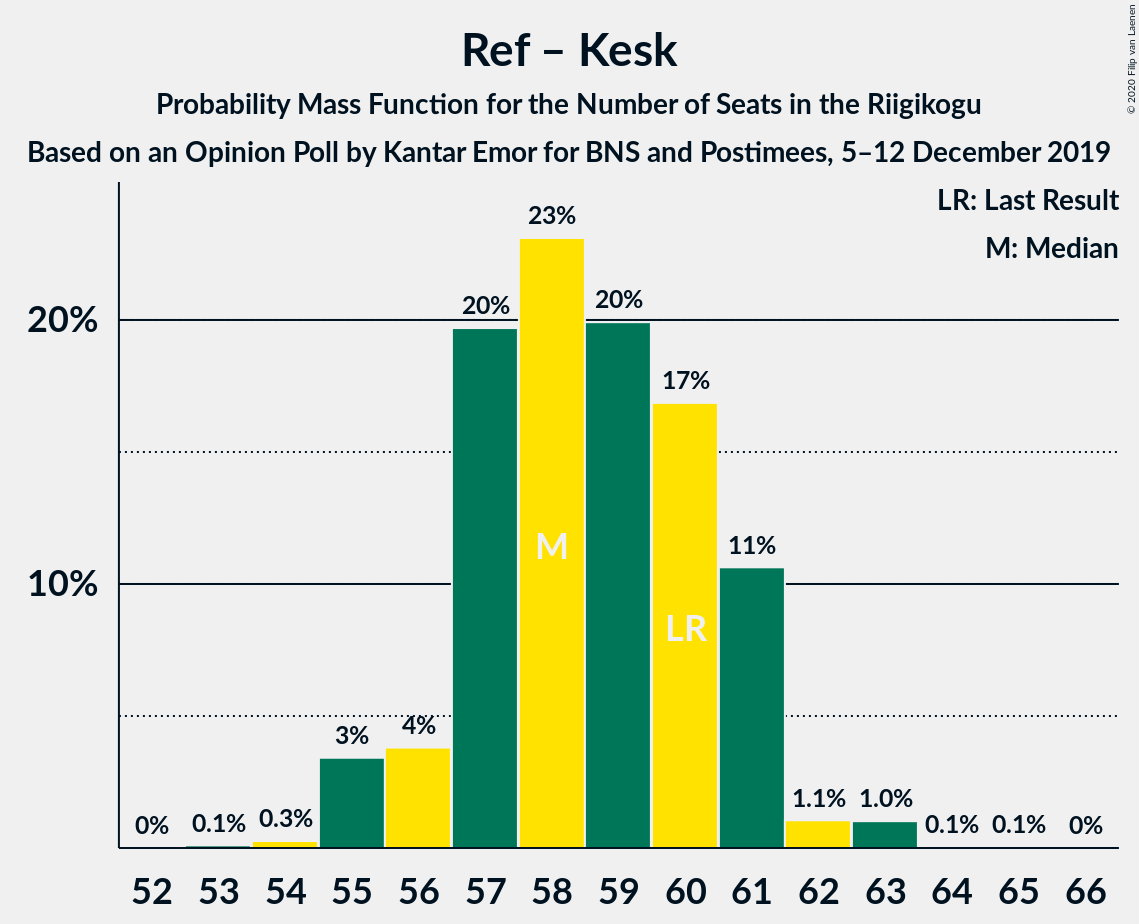 Ref – Kesk
Probability Mass Function for the Number of Seats in the Riigikogu
Based on an Opinion Poll by Kantar Emor for BNS and Postimees, 5–12 December 2019
© 2020 Filip van Laenen
LR: Last Result
M: Median
20%
10%
0%
0.1%
0.3%
3%
4%
20%
23%
20%
17%
11%
1.1%
1.0%
0.1%
0.1%
0%
M
LR
52 53 54 55 56 57 58 59 60 61 62 63 64 65 66